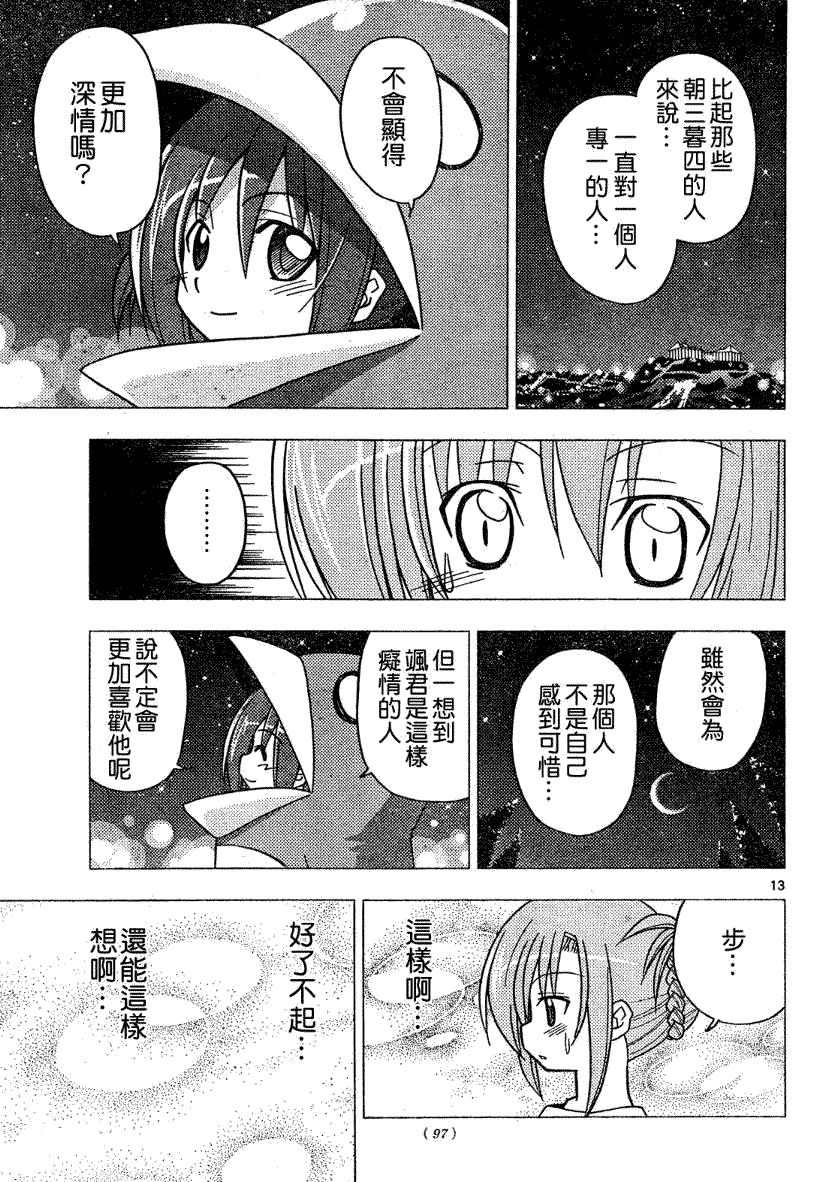 比起那些
朝三暮四的人
來說…
一直對一個人
專一的人…
不會顯得
更加
深情嗎？
………
雖然會為
那個人
不是自己
感到可惜…
但一想到
颯君是這樣
癡情的人
說不定會
更加喜歡他呢
13
步…
這樣啊…
好了不起…
還能這樣
想啊…
（97）